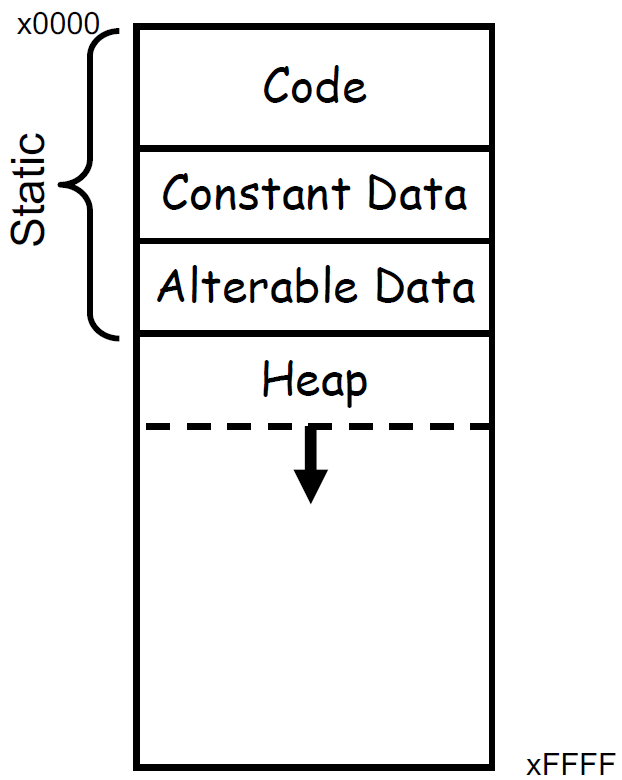 x0000
Code
Static
Constant Data
Alterable Data
Heap
xFFFF